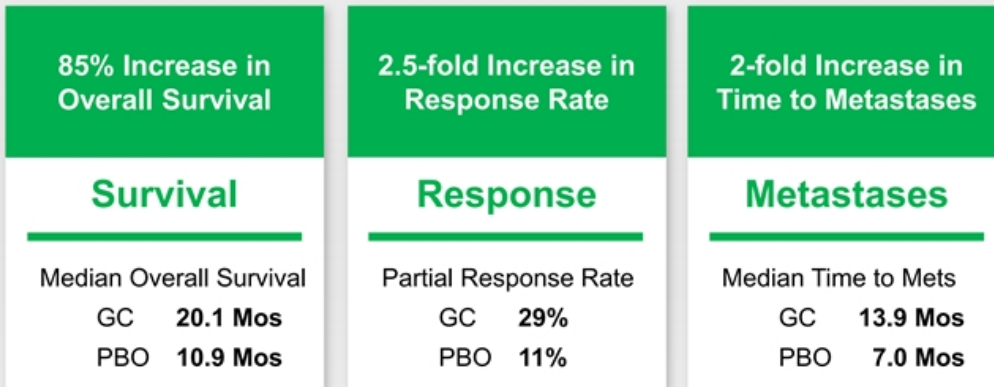 85% Increase in
Overall Survival
Survival
Median Overall Survival
GC 20.1 Mos
PBO 10.9 Mos
2.5-fold Increase in
Response Rate
Response
Partial Response Rate
GC 29%
PBO 11%
2-fold Increase in
Time to Metastases
Metastases
Median Time to Mets
GC 13.9 Mos
PBO 7.0 Mos